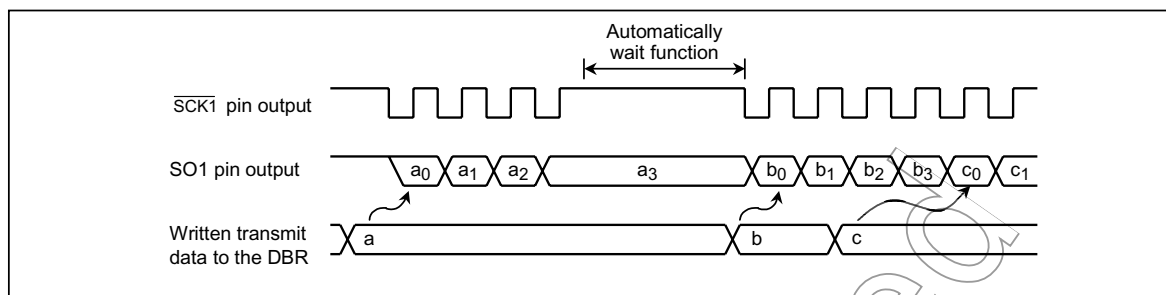 Automatically
wait function
SCK1 pin output
SO1 pin output
a0 a1 a2 a3 b0 b1 b2 b3 c0 c1
Written transmit
data to the DBR
a b c